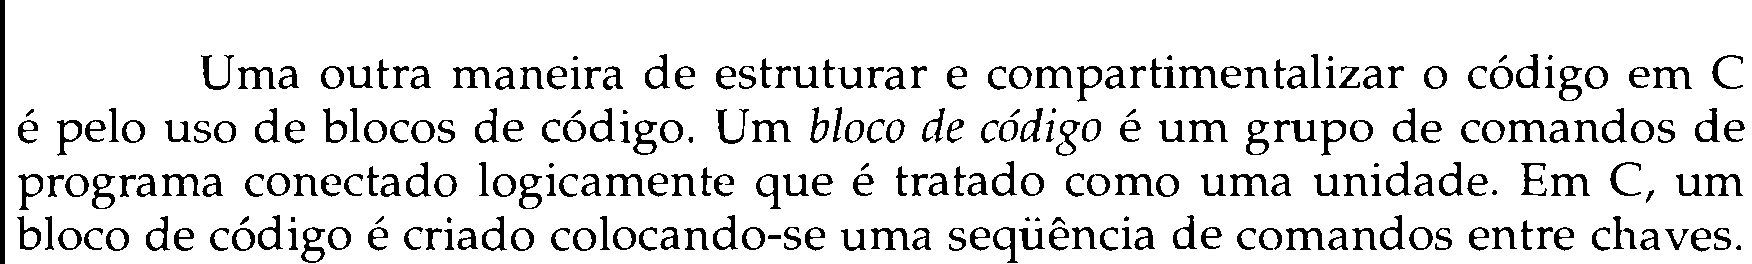 Uma outra maneira de estruturar e compartimentalizar o código em C
é pelo uso de blocos de código. Um bloco de código é um grupo de comandos de
programa conectado logicamente que é tratado como uma unidade. Em C, um
bloco de código é criado colocando-se uma seqüência de comandos entre chaves.